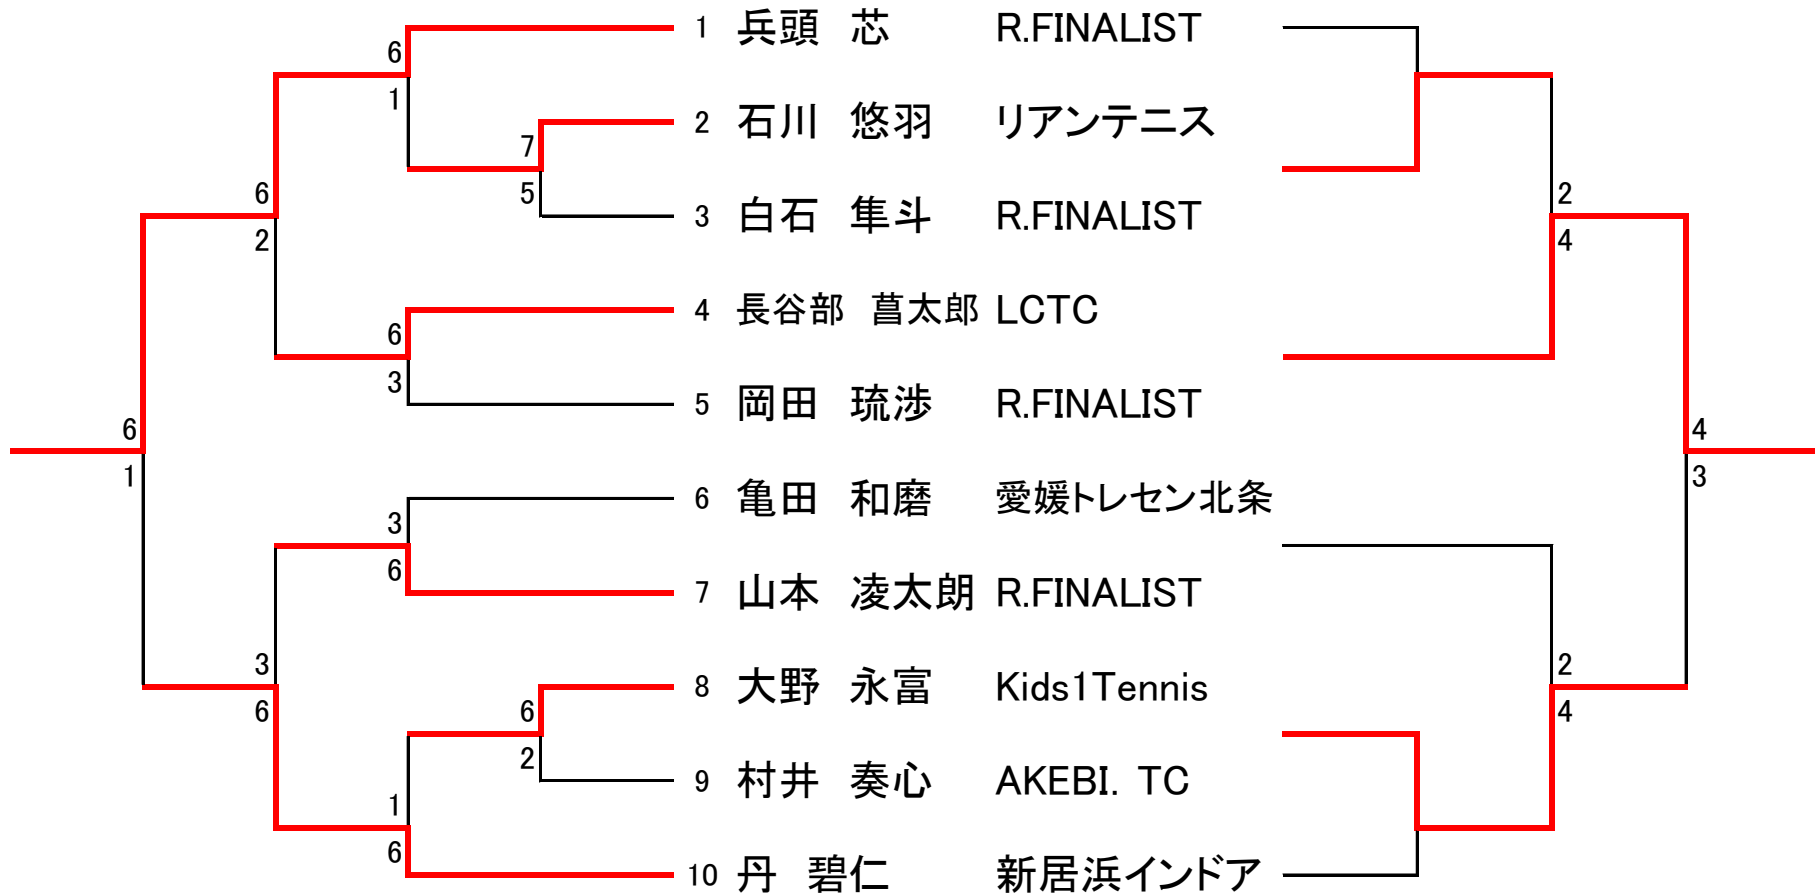 1 兵頭 芯 R.FINALIST
6
1
2 石川 悠羽 リアンテニス
7
5
3 白石 隼斗 R.FINALIST
6
2
2
4
4 長谷部 菖太郎 LCTC
6
3
5 岡田 琉渉 R.FINALIST
6
1
4
3
6 亀田 和磨 愛媛トレセン北条
3
6
7 山本 凌太朗 R.FINALIST
3
6
2
4
8 大野 永富 Kids1Tennis
6
2
9 村井 奏心 AKEBI. TC
1
6
10 丹 碧仁 新居浜インドア